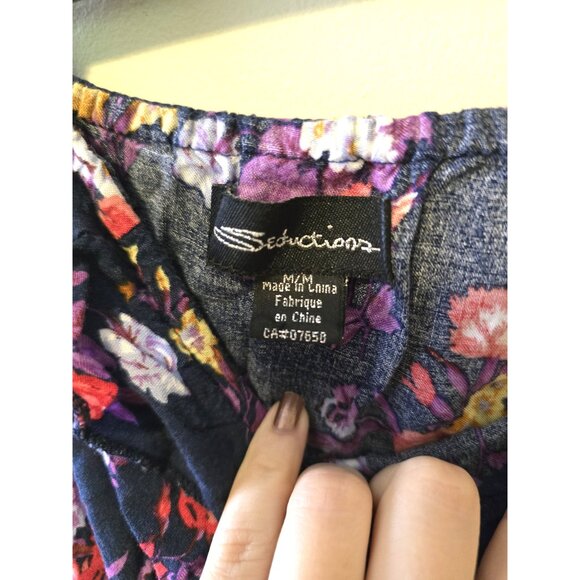 Seductions
M/M
Made in China
Fabrique
en Chine
CA#07650